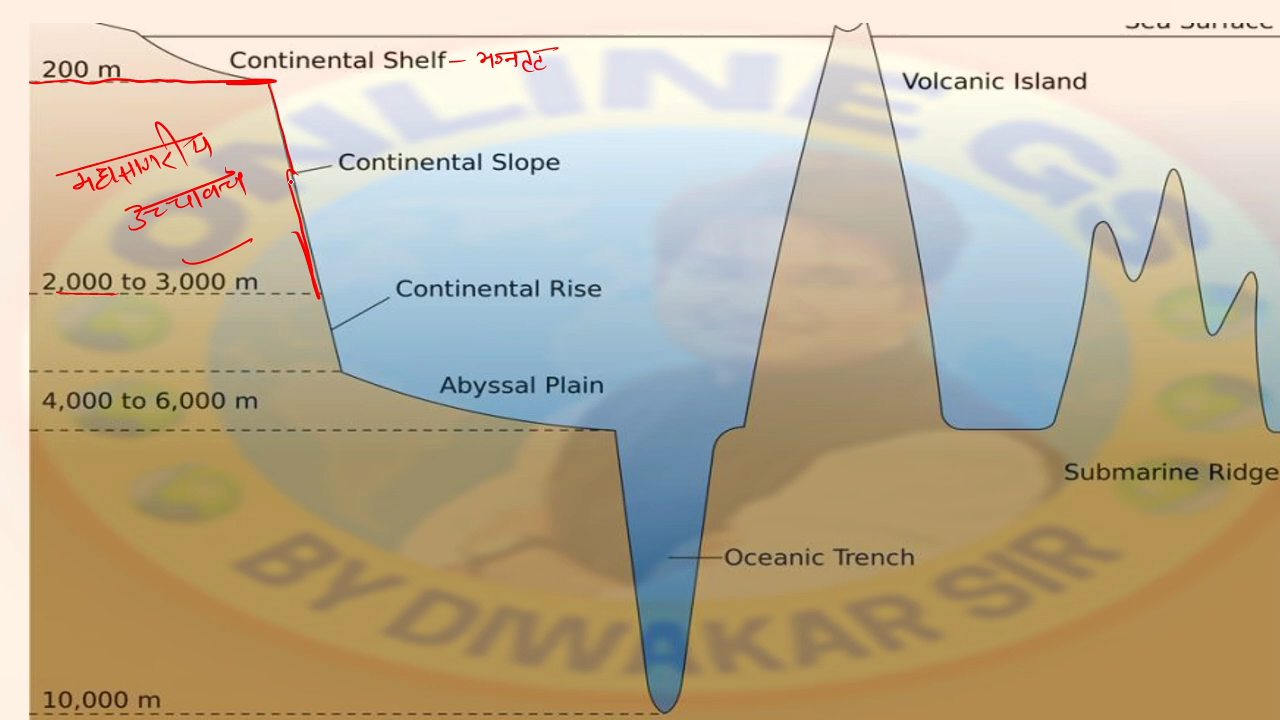 Sea Surface
200 m
Continental Shelf – मग्नतट
Volcanic Island
Continental Slope
महासागरीय
उच्चावच
2,000 to 3,000 m
Continental Rise
Abyssal Plain
4,000 to 6,000 m
Submarine Ridge
Oceanic Trench
10,000 m
ONLINE GS
BY DIWAKAR SIR